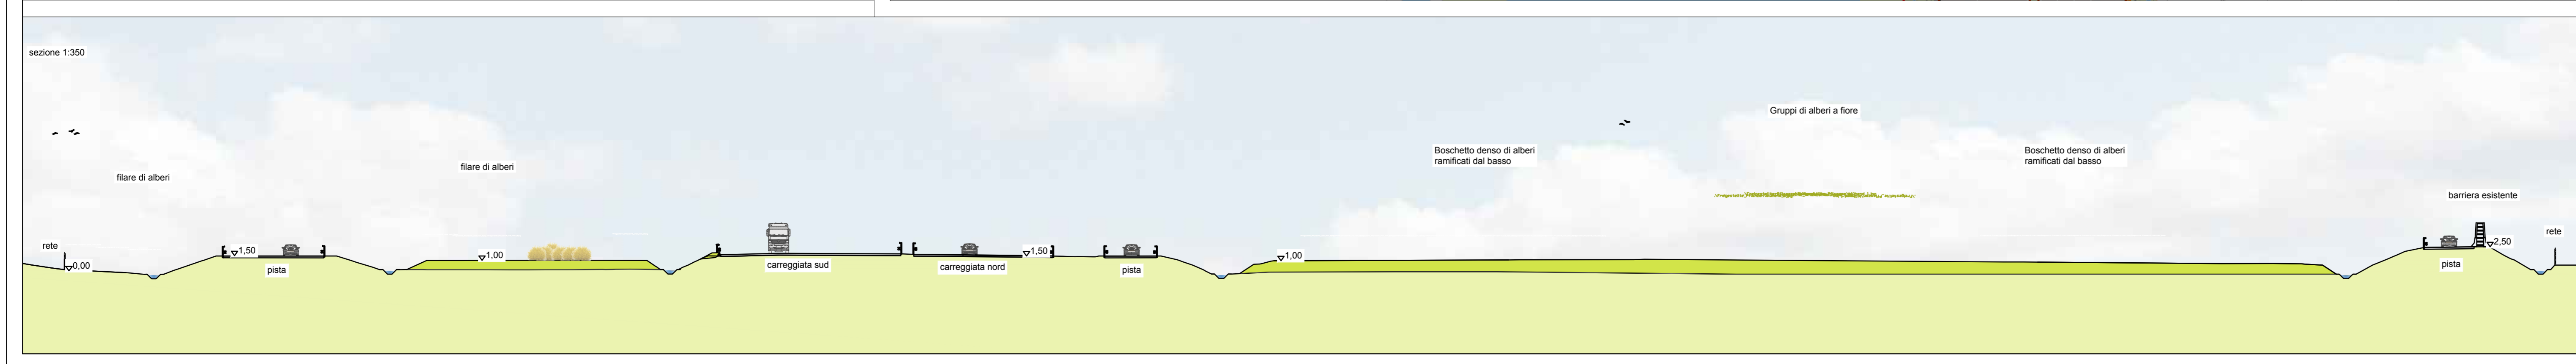 sezione 1:350
Gruppi di alberi a fiore
Boschetto denso di alberi
ramificati dal basso
Boschetto denso di alberi
ramificati dal basso
filare di alberi
filare di alberi
barriera esistente
rete
rete
0,00
1,50
pista
1,00
carreggiata sud
carreggiata nord
1,50
pista
1,00
2,50
pista